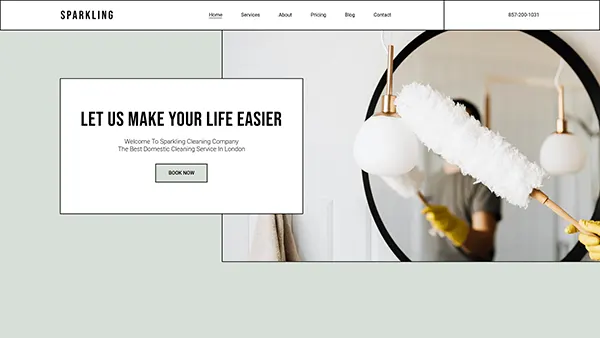 SPARKLING
Home Services About Pricing Blog Contact
857-200-1031
LET US MAKE YOUR LIFE EASIER
Welcome To Sparkling Cleaning Company
The Best Domestic Cleaning Service In London
BOOK NOW